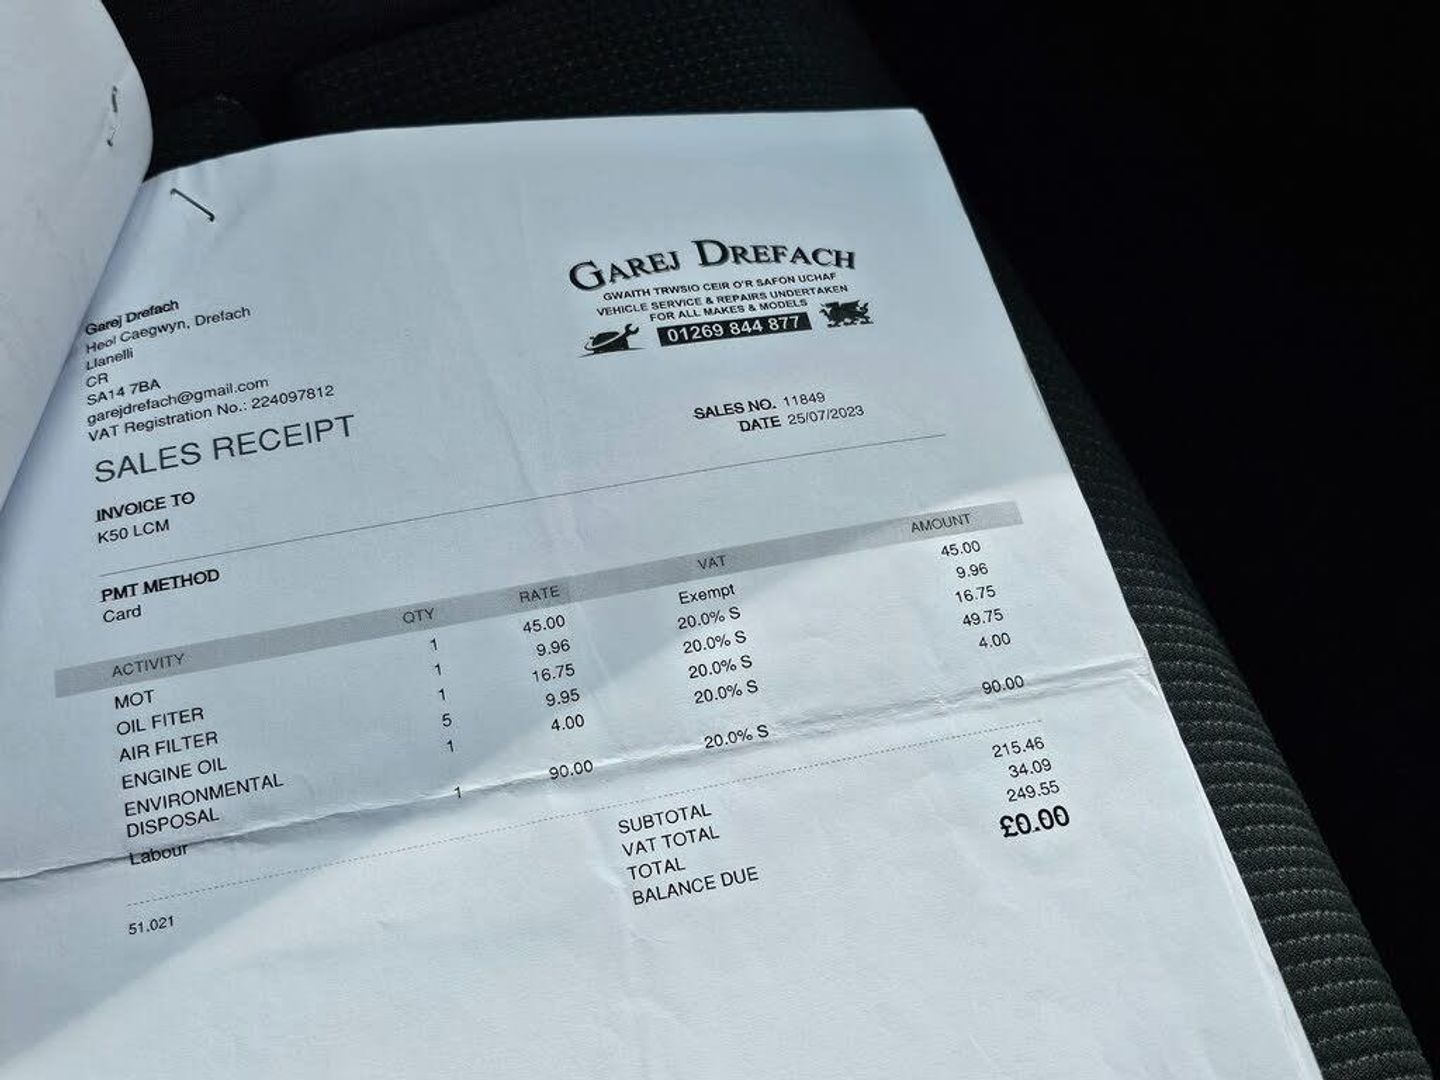 GAREJ DREFACH
GWAITH TRWSIO CEIR O'R SAFON UCHAF
VEHICLE SERVICE & REPAIRS UNDERTAKEN
FOR ALL MAKES & MODELS
01269 844 877
Garej Drefach
Heol Caegwyn, Drefach
Llanelli
CR
SA14 7BA
garejdrefach@gmail.com
VAT Registration No.: 224097812
SALES RECEIPT
SALES NO. 11849
DATE 25/07/2023
INVOICE TO
K50 LCM
PMT METHOD
Card
ACTIVITY QTY RATE VAT AMOUNT
MOT 1 45.00 Exempt 45.00
OIL FITER 1 9.96 20.0% S 9.96
AIR FILTER 1 16.75 20.0% S 16.75
ENGINE OIL 5 9.95 20.0% S 49.75
ENVIRONMENTAL 1 4.00 20.0% S 4.00
DISPOSAL
Labour 1 90.00 20.0% S 90.00
SUBTOTAL 215.46
VAT TOTAL 34.09
TOTAL 249.55
BALANCE DUE £0.00
51.021